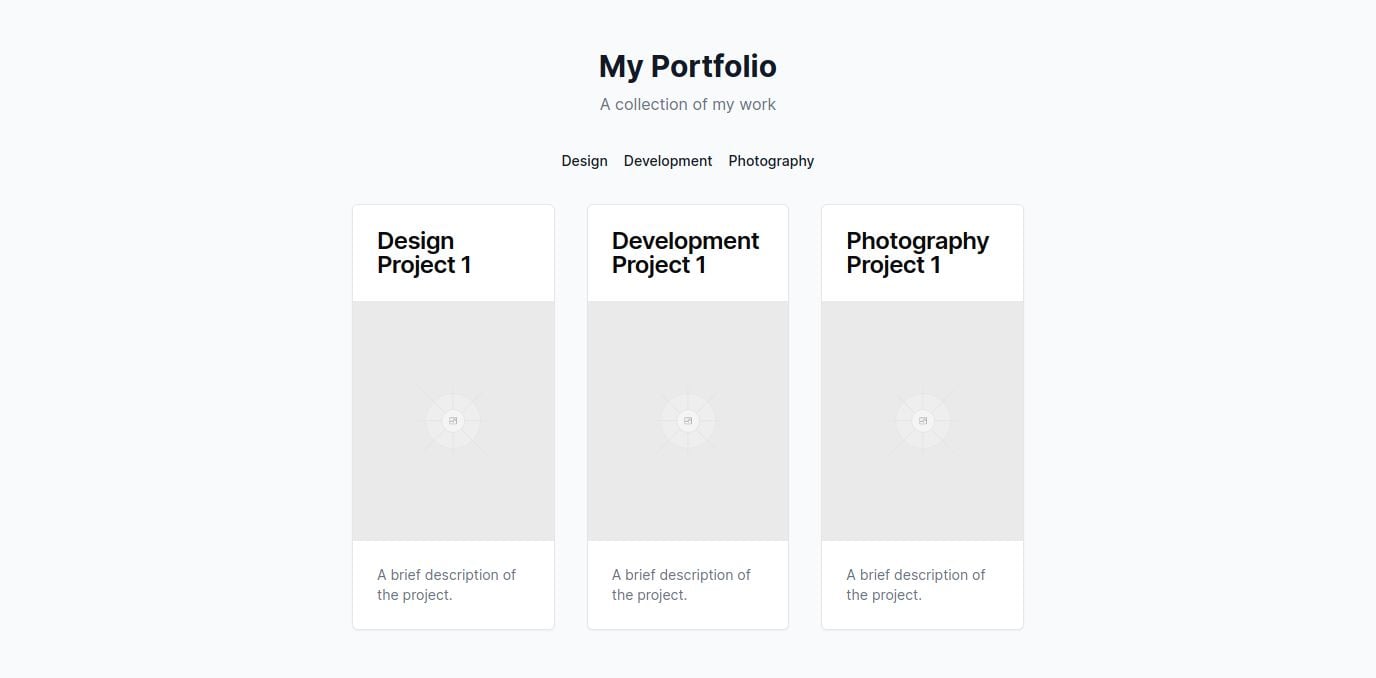 My Portfolio
A collection of my work
Design Development Photography
Design
Project 1
Development
Project 1
Photography
Project 1
A brief description of
the project.
A brief description of
the project.
A brief description of
the project.